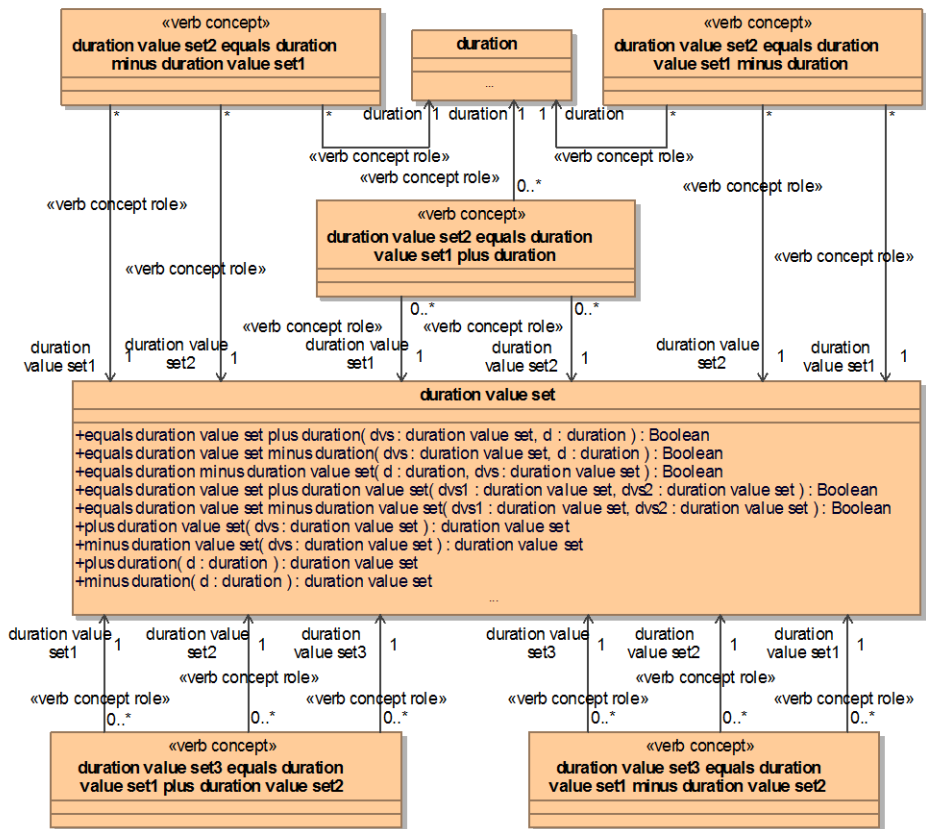 «verb concept»
duration value set2 equals duration
minus duration value set1
duration
...
«verb concept»
duration value set2 equals duration
value set1 minus duration
*
*
*
duration
1
duration
1
1
duration
*
*
*
«verb concept role»
«verb concept role»
«verb concept role»
0..*
«verb concept role»
«verb concept role»
«verb concept»
duration value set2 equals duration
value set1 plus duration
«verb concept role»
«verb concept role»
0..*
0..*
«verb concept role»
«verb concept role»
duration
value set1
1
duration value
set2
1
duration value
set1
1
duration
value set2
1
duration value
set2
1
duration
value set1
1
duration value set
+equals duration value set plus duration( dvs : duration value set, d : duration ) : Boolean
+equals duration value set minus duration( dvs : duration value set, d : duration ) : Boolean
+equals duration minus duration value set( d : duration, dvs : duration value set ) : Boolean
+equals duration value set plus duration value set( dvs1 : duration value set, dvs2 : duration value set ) : Boolean
+equals duration value set minus duration value set( dvs1 : duration value set, dvs2 : duration value set ) : Boolean
+plus duration value set( dvs : duration value set ) : duration value set
+minus duration value set( dvs : duration value set ) : duration value set
+plus duration( d : duration ) : duration value set
+minus duration( d : duration ) : duration value set
...
duration value
set1
1
duration value
set2
1
duration
value set3
1
duration value
set3
1
duration
value set2
1
duration
value set1
1
«verb concept role»
«verb concept role»
«verb concept role»
«verb concept role»
«verb concept role»
«verb concept role»
0..*
0..*
0..*
0..*
0..*
0..*
«verb concept»
duration value set3 equals duration
value set1 plus duration value set2
«verb concept»
duration value set3 equals duration
value set1 minus duration value set2